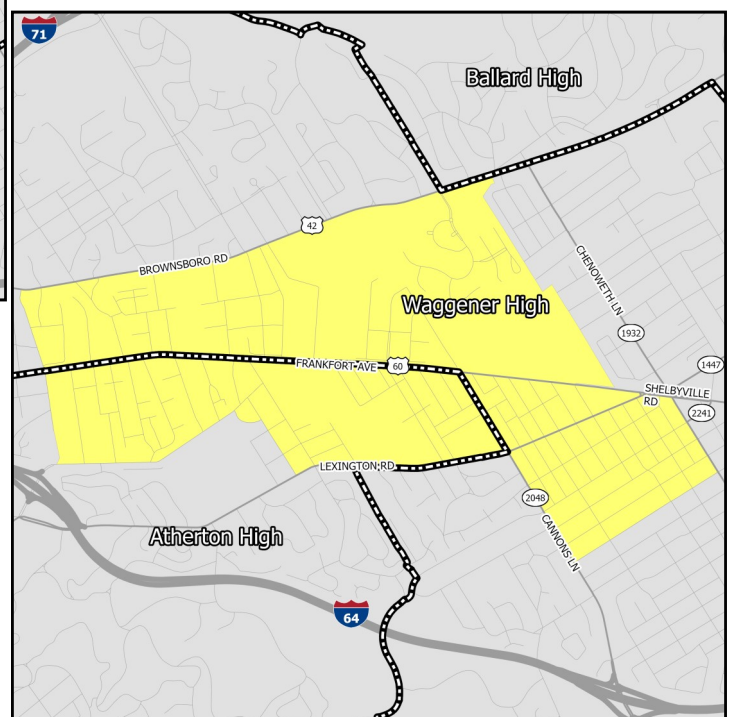 71
Ballard High
42
BROWNSBORO RD
CHENOWETH LN
Waggener High
1932
FRANKFORT AVE
60
1447
SHELBYVILLE
RD
2241
LEXINGTON RD
2048
CANNONS LN
Atherton High
64